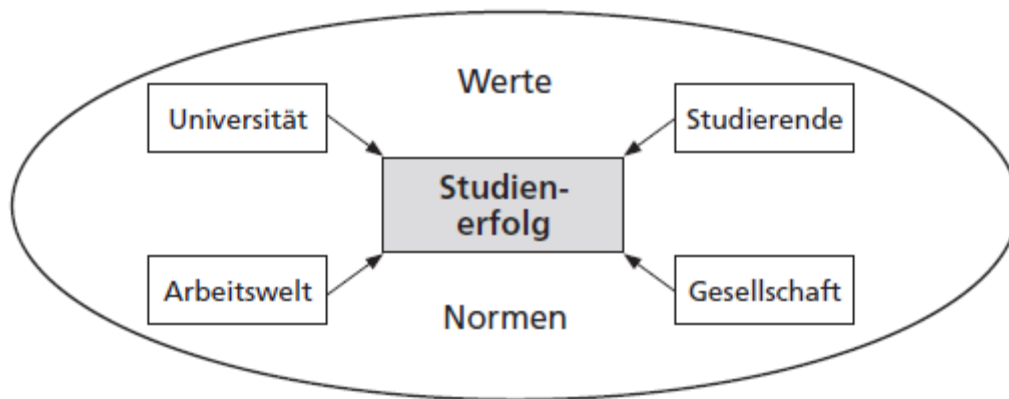 Werte
Universität
Studierende
Studien-
erfolg
Arbeitswelt
Gesellschaft
Normen